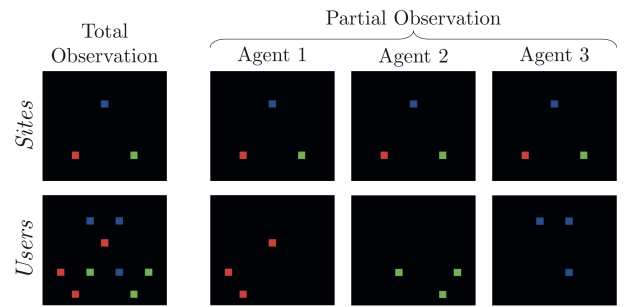 Total
Observation
Partial Observation
Agent 1
Agent 2
Agent 3
Sites
Users